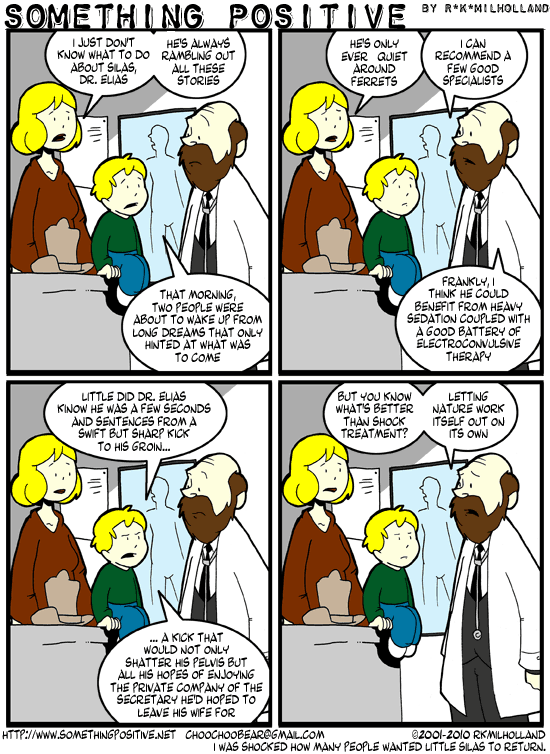 SOMETHING POSITIVE BY R*K*MILHOLLAND
I JUST DON'T
KNOW WHAT TO DO
ABOUT SILAS,
DR. ELIAS
HE'S ALWAYS
RAMBLING OUT
ALL THESE
STORIES
THAT MORNING,
TWO PEOPLE WERE
ABOUT TO WAKE UP FROM
LONG DREAMS THAT ONLY
HINTED AT WHAT WAS
TO COME
HE'S ONLY
EVER QUIET
AROUND
FERRETS
I CAN
RECOMMEND A
FEW GOOD
SPECIALISTS
FRANKLY, I
THINK HE COULD
BENEFIT FROM HEAVY
SEDATION COUPLED WITH
A GOOD BATTERY OF
ELECTROCONVULSIVE
THERAPY
LITTLE DID DR. ELIAS
KNOW HE WAS A FEW SECONDS
AND SENTENCES FROM A
SWIFT BUT SHARP KICK
TO HIS GROIN...
... A KICK THAT
WOULD NOT ONLY
SHATTER HIS PELVIS BUT
ALL HIS HOPES OF ENJOYING
THE PRIVATE COMPANY OF THE
SECRETARY HE'D HOPED TO
LEAVE HIS WIFE FOR
BUT YOU KNOW
WHAT'S BETTER
THAN SHOCK
TREATMENT?
LETTING
NATURE WORK
ITSELF OUT ON
ITS OWN
HTTP://WWW.SOMETHINGPOSITIVE.NET CHOOCHOOBEAR@GMAIL.COM ©2001-2010 RKMILHOLLAND
I WAS SHOCKED HOW MANY PEOPLE WANTED LITTLE SILAS TO RETURN